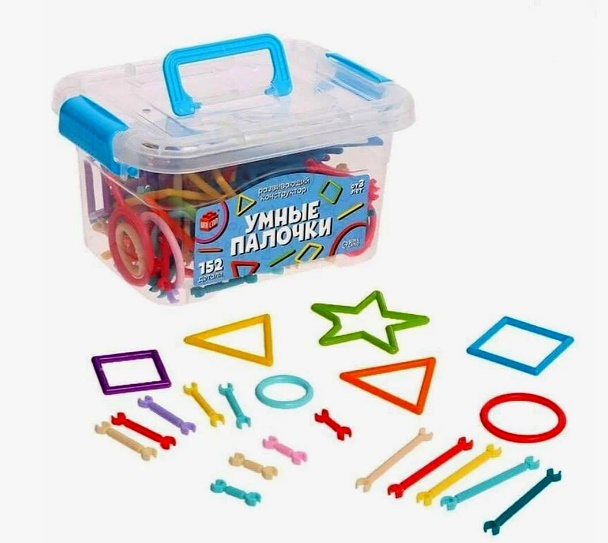 развивающий
конструктор
от 3
лет
УМНЫЕ
ПАЛОЧКИ
152
детали